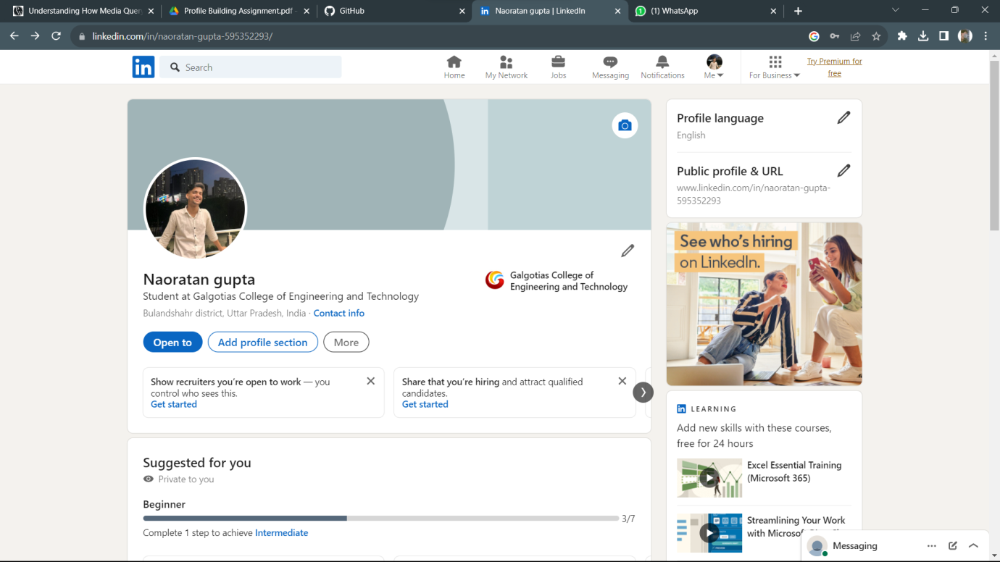 Understanding How Media Quer
Profile Building Assignment.pdf -
GitHub
Naoratan gupta | LinkedIn
(1) WhatsApp
linkedin.com/in/naoratan-gupta-595352293/
in
Search
Home
My Network
Jobs
Messaging
Notifications
Me
For Business
Try Premium for
free
Naoratan gupta
Student at Galgotias College of Engineering and Technology
Bulandshahr district, Uttar Pradesh, India · Contact info
Galgotias College of
Engineering and Technology
Open to
Add profile section
More
Show recruiters you're open to work — you
control who sees this.
Get started
Share that you're hiring and attract qualified
candidates.
Get started
Suggested for you
Private to you
Beginner
3/7
Complete 1 step to achieve Intermediate
Profile language
English
Public profile & URL
www.linkedin.com/in/naoratan-gupta-
595352293
See who's hiring
on LinkedIn.
in LEARNING
Add new skills with these courses,
free for 24 hours
Excel Essential Training
(Microsoft 365)
Streamlining Your Work
with Microsoft
Messaging